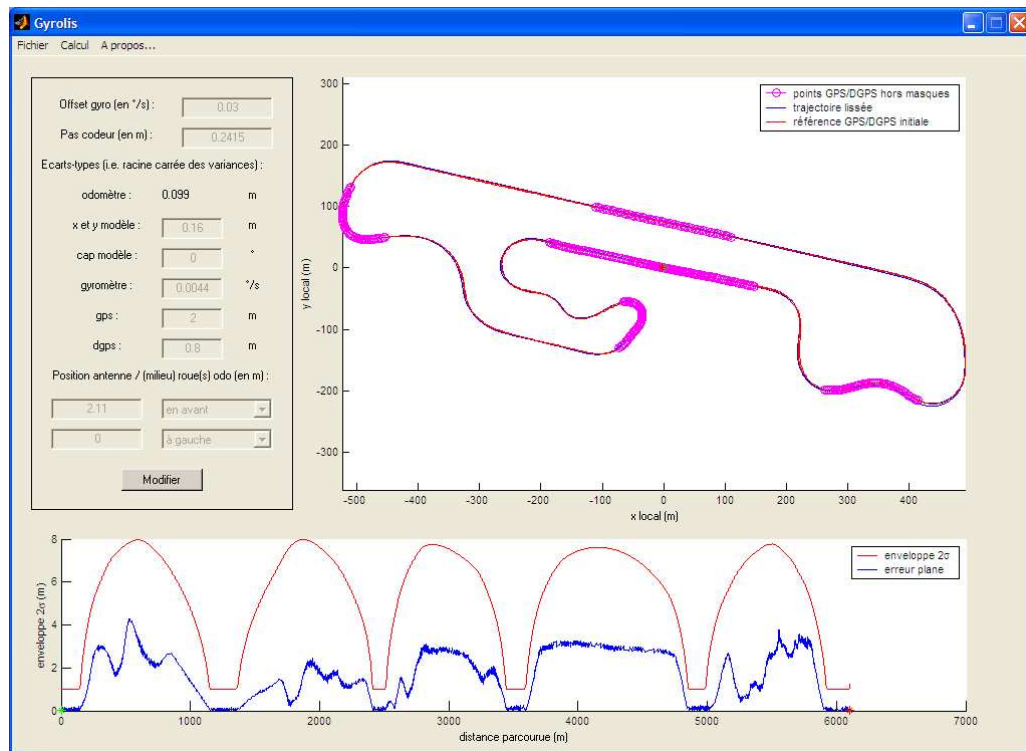 Gyrolis
Fichier Calcul A propos...
Offset gyro (en °/s) : 0.03
Pas codeur (en m) : 0.2415
Ecarts-types (i.e. racine carrée des variances) :
odomètre : 0.099 m
x et y modèle : 0.16 m
cap modèle : 0 °
gyromètre : 0.0044 °/s
gps : 2 m
dgps : 0.8 m
Position antenne / (milieu) roue(s) odo (en m) :
2.11 en avant
0 à gauche
Modifier
points GPS/DGPS hors masques
trajectoire lissée
référence GPS/DGPS initiale
300
200
100
0
-100
-200
-300
y local (m)
-500 -400 -300 -200 -100 0 100 200 300 400
x local (m)
enveloppe 2σ
erreur plane
8
6
4
2
0
enveloppe 2σ (m)
0 1000 2000 3000 4000 5000 6000 7000
distance parcourue (m)